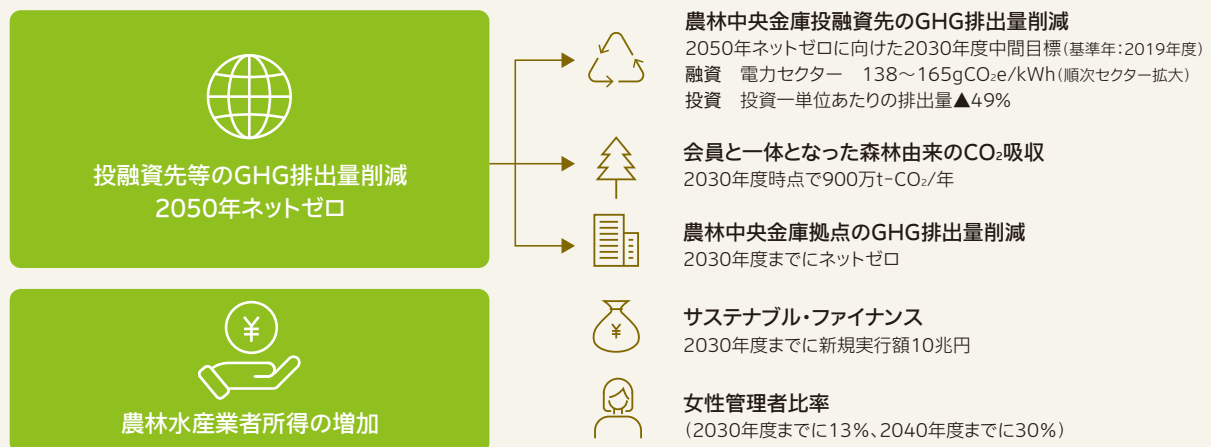 投融資先等のGHG排出量削減
2050年ネットゼロ
農林中央金庫投融資先のGHG排出量削減
2050年ネットゼロに向けた2030年度中間目標(基準年:2019年度)
融資　電力セクター　138～165gCO₂e/kWh(順次セクター拡大)
投資　投資一単位あたりの排出量▲49%
会員と一体となった森林由来のCO₂吸収
2030年度時点で900万t-CO₂/年
農林中央金庫拠点のGHG排出量削減
2030年度までにネットゼロ
¥
農林水産業者所得の増加
¥
サステナブル・ファイナンス
2030年度までに新規実行額10兆円
女性管理者比率
(2030年度までに13%、2040年度までに30%)